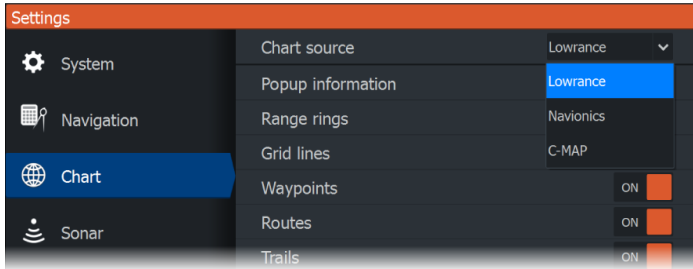 Settings
System
Navigation
Chart
Sonar
Chart source
Lowrance
Popup information
Lowrance
Range rings
Navionics
Grid lines
C-MAP
Waypoints
ON
Routes
ON
Trails
ON